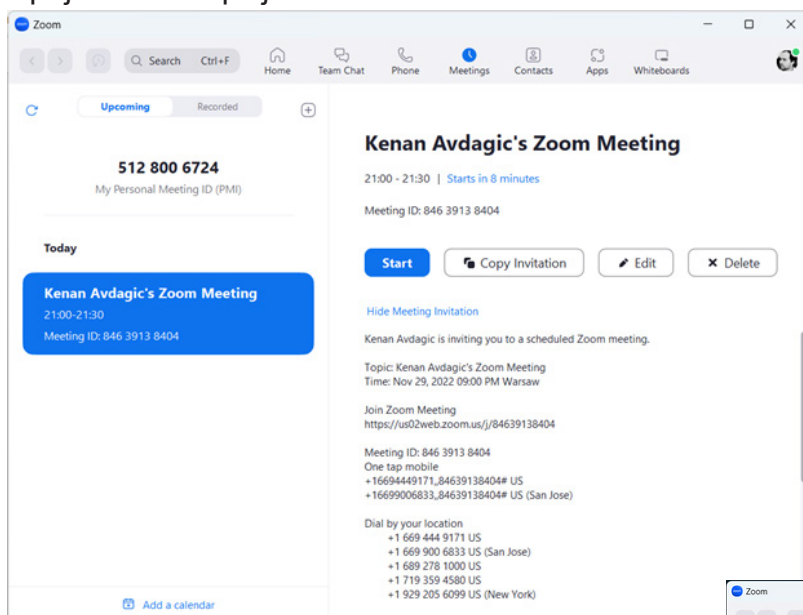 Zoom
Search Ctrl+F
Home
Team Chat
Phone
Meetings
Contacts
Apps
Whiteboards
Upcoming
Recorded
512 800 6724
My Personal Meeting ID (PMI)
Today
Kenan Avdagic's Zoom Meeting
21:00-21:30
Meeting ID: 846 3913 8404
Add a calendar
Kenan Avdagic's Zoom Meeting
21:00 - 21:30 | Starts in 8 minutes
Meeting ID: 846 3913 8404
Start
Copy Invitation
Edit
Delete
Hide Meeting Invitation
Kenan Avdagic is inviting you to a scheduled Zoom meeting.
Topic: Kenan Avdagic's Zoom Meeting
Time: Nov 29, 2022 09:00 PM Warsaw
Join Zoom Meeting
https://us02web.zoom.us/j/84639138404
Meeting ID: 846 3913 8404
One tap mobile
+16694449171,,84639138404# US
+16699006833,,84639138404# US (San Jose)
Dial by your location
+1 669 444 9171 US
+1 669 900 6833 US (San Jose)
+1 689 278 1000 US
+1 719 359 4580 US
+1 929 205 6099 US (New York)
Zoom